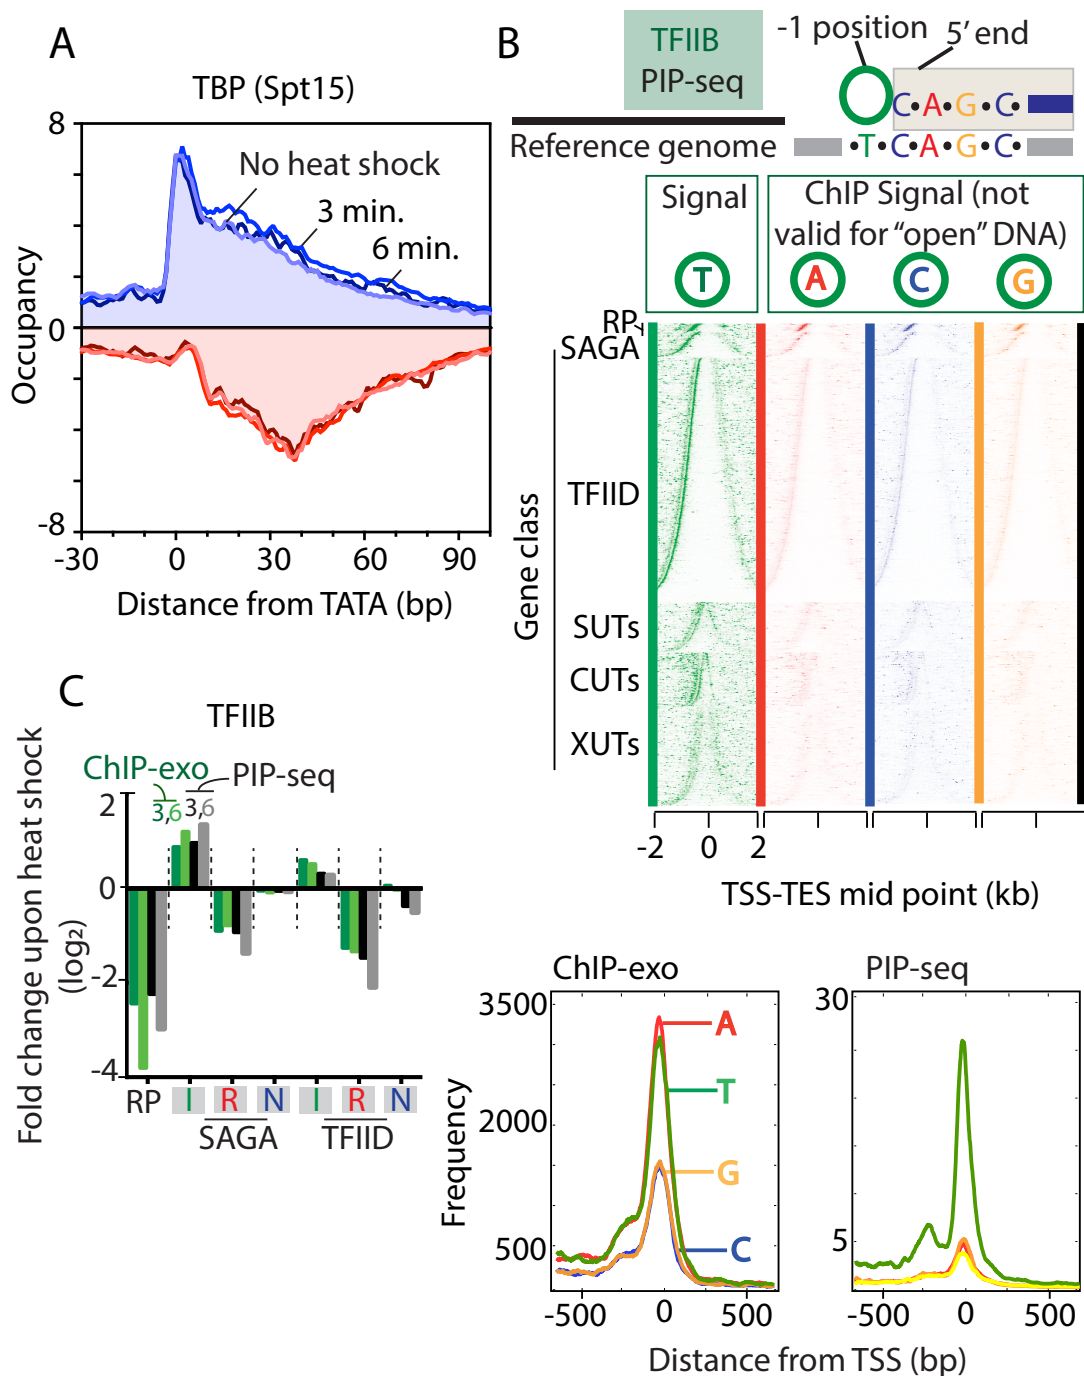 A
TBP (Spt15)
8
No heat shock
3 min.
6 min.
Occupancy
0
-8
-30
0
30
60
90
Distance from TATA (bp)
B
TFIIB
PIP-seq
-1 position
5' end
C•A•G•C•
Reference genome
•T•C•A•G•C•
Signal
T
ChIP Signal (not
valid for "open" DNA)
A
C
G
RP
SAGA
TFIID
SUTs
CUTs
XUTs
Gene class
-2
0
2
TSS-TES mid point (kb)
C
TFIIB
ChIP-exo
PIP-seq
3,6
3,6
Fold change upon heat shock
(log2)
2
0
-2
-4
RP
I
R
N
I
R
N
SAGA
TFIID
ChIP-exo
3500
2000
500
Frequency
A
T
G
C
-500
0
500
PIP-seq
30
5
-500
0
500
Distance from TSS (bp)